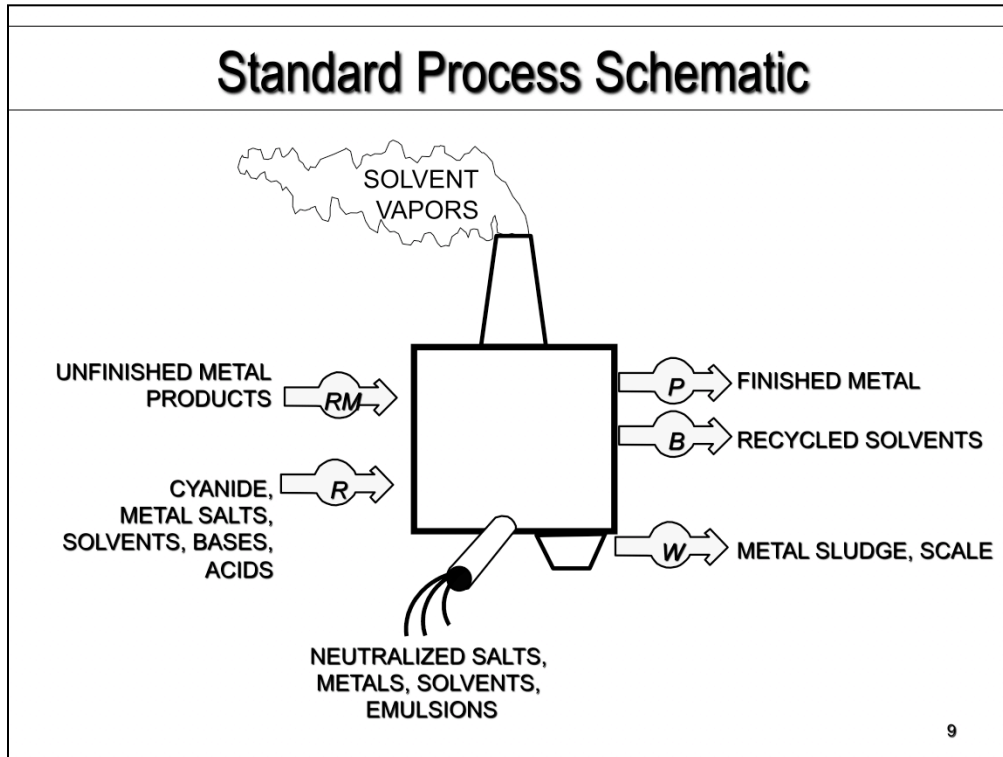 Standard Process Schematic
SOLVENT
VAPORS
UNFINISHED METAL
PRODUCTS
RM
P
FINISHED METAL
B
RECYCLED SOLVENTS
R
CYANIDE,
METAL SALTS,
SOLVENTS, BASES,
ACIDS
W
METAL SLUDGE, SCALE
NEUTRALIZED SALTS,
METALS, SOLVENTS,
EMULSIONS
9